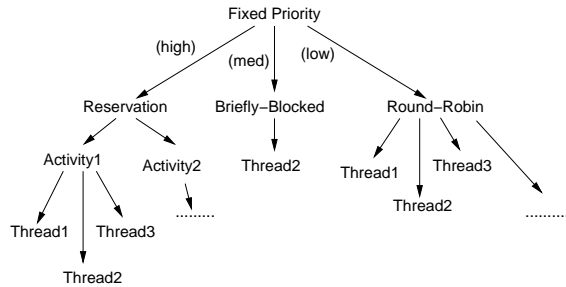 Fixed Priority
(high)
(med)
(low)
Reservation
Briefly−Blocked
Round−Robin
Activity1
Activity2
Thread2
Thread1
Thread3
Thread2
.........
.........
Thread1
Thread3
Thread2